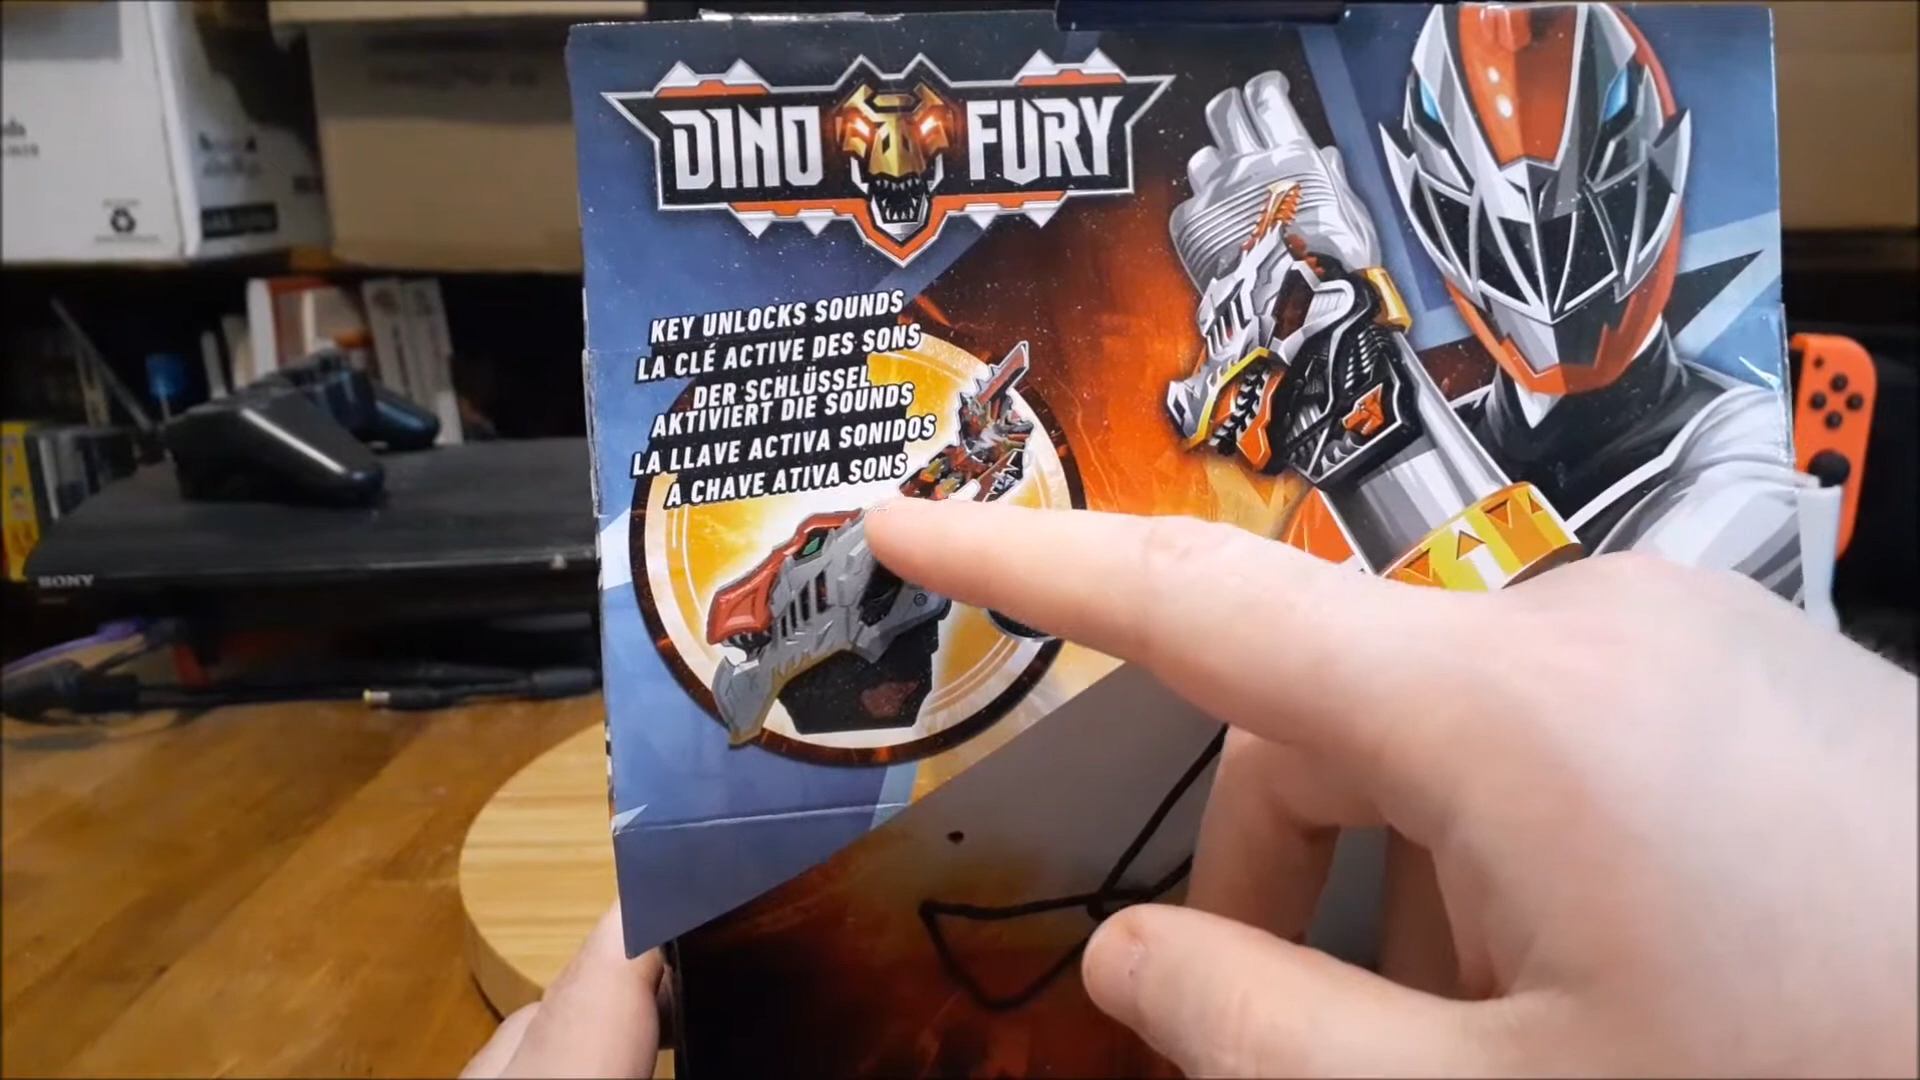 DINO FURY
KEY UNLOCKS SOUNDS
LA CLÉ ACTIVE DES SONS
DER SCHLÜSSEL
AKTIVIERT DIE SOUNDS
LA LLAVE ACTIVA SONIDOS
A CHAVE ATIVA SONS
SONY